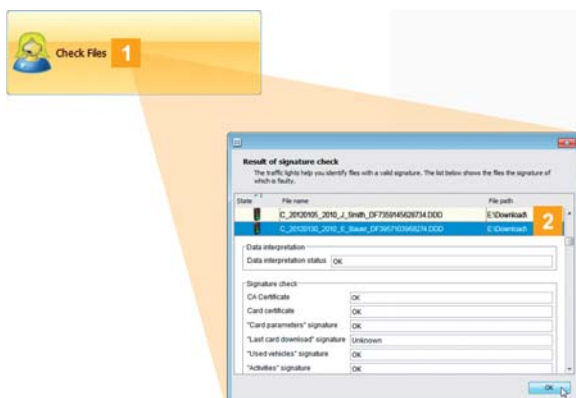 Check Files 1
Result of signature check
The traffic lights help you identify files with a valid signature. The list below shows the files the signature of
which is faulty.
State File name File path
C_20120105_2010_J_Smith_DF7359145628734.DDD E:\Download\
C_20120130_2010_E_Bauer_DF3957103968274.DDD E:\Download\
2
Data interpretation
Data interpretation status OK
Signature check
CA Certificate OK
Card certificate OK
"Card parameters" signature OK
"Last card download" signature Unknown
"Used vehicles" signature OK
"Activities" signature OK
OK